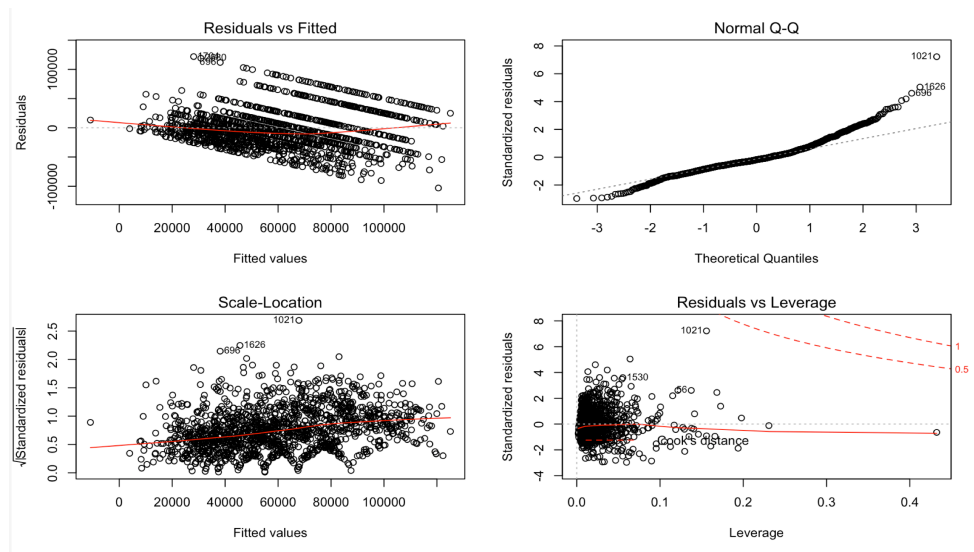 Residuals vs Fitted
Residuals
100000
0
-100000
696
0 20000 40000 60000 80000 100000
Fitted values
Normal Q-Q
Standardized residuals
8
6
4
2
0
-2
1021
1626
696
-3 -2 -1 0 1 2 3
Theoretical Quantiles
Scale-Location
√|Standardized residuals|
2.5
2.0
1.5
1.0
0.5
0.0
1021
1626
696
0 20000 40000 60000 80000 100000
Fitted values
Residuals vs Leverage
Standardized residuals
8
6
4
2
0
-2
-4
1021
1530
56
Cook's distance
1
0.5
0.0 0.1 0.2 0.3 0.4
Leverage